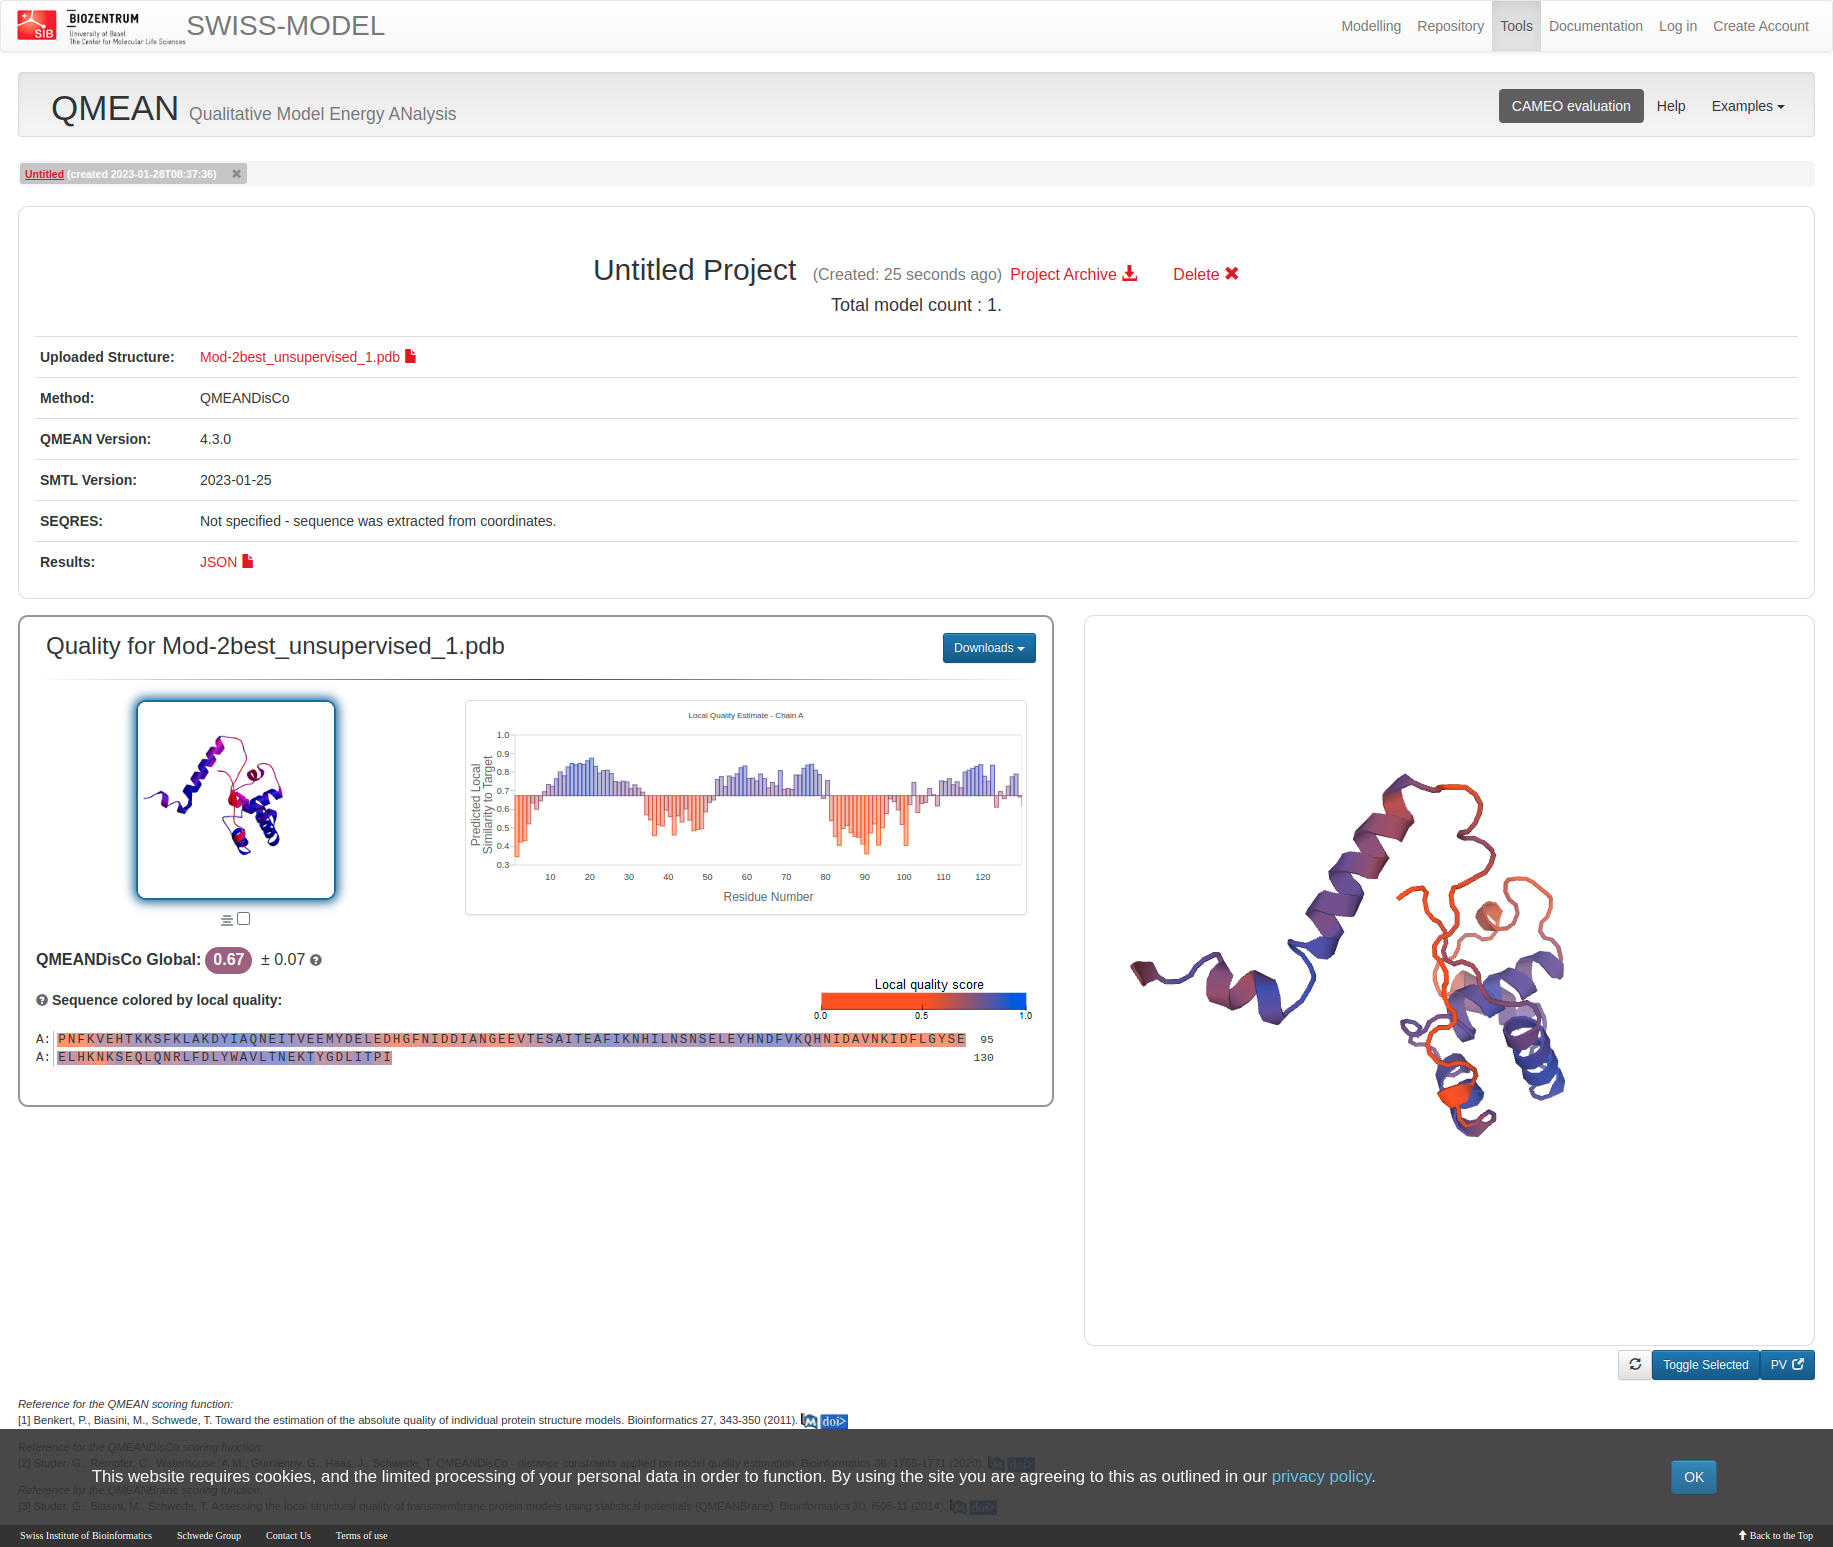 SIB
BIOZENTRUM
University of Basel
The Center for Molecular Life Sciences
SWISS-MODEL
Modelling
Repository
Tools
Documentation
Log in
Create Account
QMEAN Qualitative Model Energy ANalysis
CAMEO evaluation
Help
Examples
Untitled (created 2023-01-28T08:37:36)
Untitled Project (Created: 25 seconds ago) Project Archive Delete
Total model count : 1.
Uploaded Structure: Mod-2best_unsupervised_1.pdb
Method: QMEANDisCo
QMEAN Version: 4.3.0
SMTL Version: 2023-01-25
SEQRES: Not specified - sequence was extracted from coordinates.
Results: JSON
Quality for Mod-2best_unsupervised_1.pdb
Downloads
Local Quality Estimate - Chain A
Predicted Local
Similarity to Target
1.0
0.9
0.8
0.7
0.6
0.5
0.4
0.3
10 20 30 40 50 60 70 80 90 100 110 120
Residue Number
QMEANDisCo Global: 0.67 ± 0.07
Sequence colored by local quality:
Local quality score
0.0 0.5 1.0
A: PNFKVEHTKKSFKLAKDYIAQNEITVEEMYDELEDHGFNIDDIANGEEVTESAITEAFIKNHILNSNSELEYHNDFVKQHNIDAVNKIDFLGYSE 95
A: ELHKNKSEQLQNRLFDLYWAVLTNEKTYGDLITPI 130
Toggle Selected
PV
Reference for the QMEAN scoring function:
[1] Benkert, P., Biasini, M., Schwede, T. Toward the estimation of the absolute quality of individual protein structure models. Bioinformatics 27, 343-350 (2011). M doi>
Reference for the QMEANDisCo scoring function:
[2] Studer, G., Rempfer, C., Waterhouse, A.M., Gumienny, G., Haas, J., Schwede, T. QMEANDisCo - distance constraints applied on model quality estimation. Bioinformatics 36, 1765-1771 (2020). M doi>
This website requires cookies, and the limited processing of your personal data in order to function. By using the site you are agreeing to this as outlined in our privacy policy.
OK
Reference for the QMEANBrane scoring function:
[3] Studer, G., Biasini, M., Schwede, T. Assessing the local structural quality of transmembrane protein models using statistical potentials (QMEANBrane). Bioinformatics 30, i505-11 (2014). M doi>
Swiss Institute of Bioinformatics
Schwede Group
Contact Us
Terms of use
Back to the Top